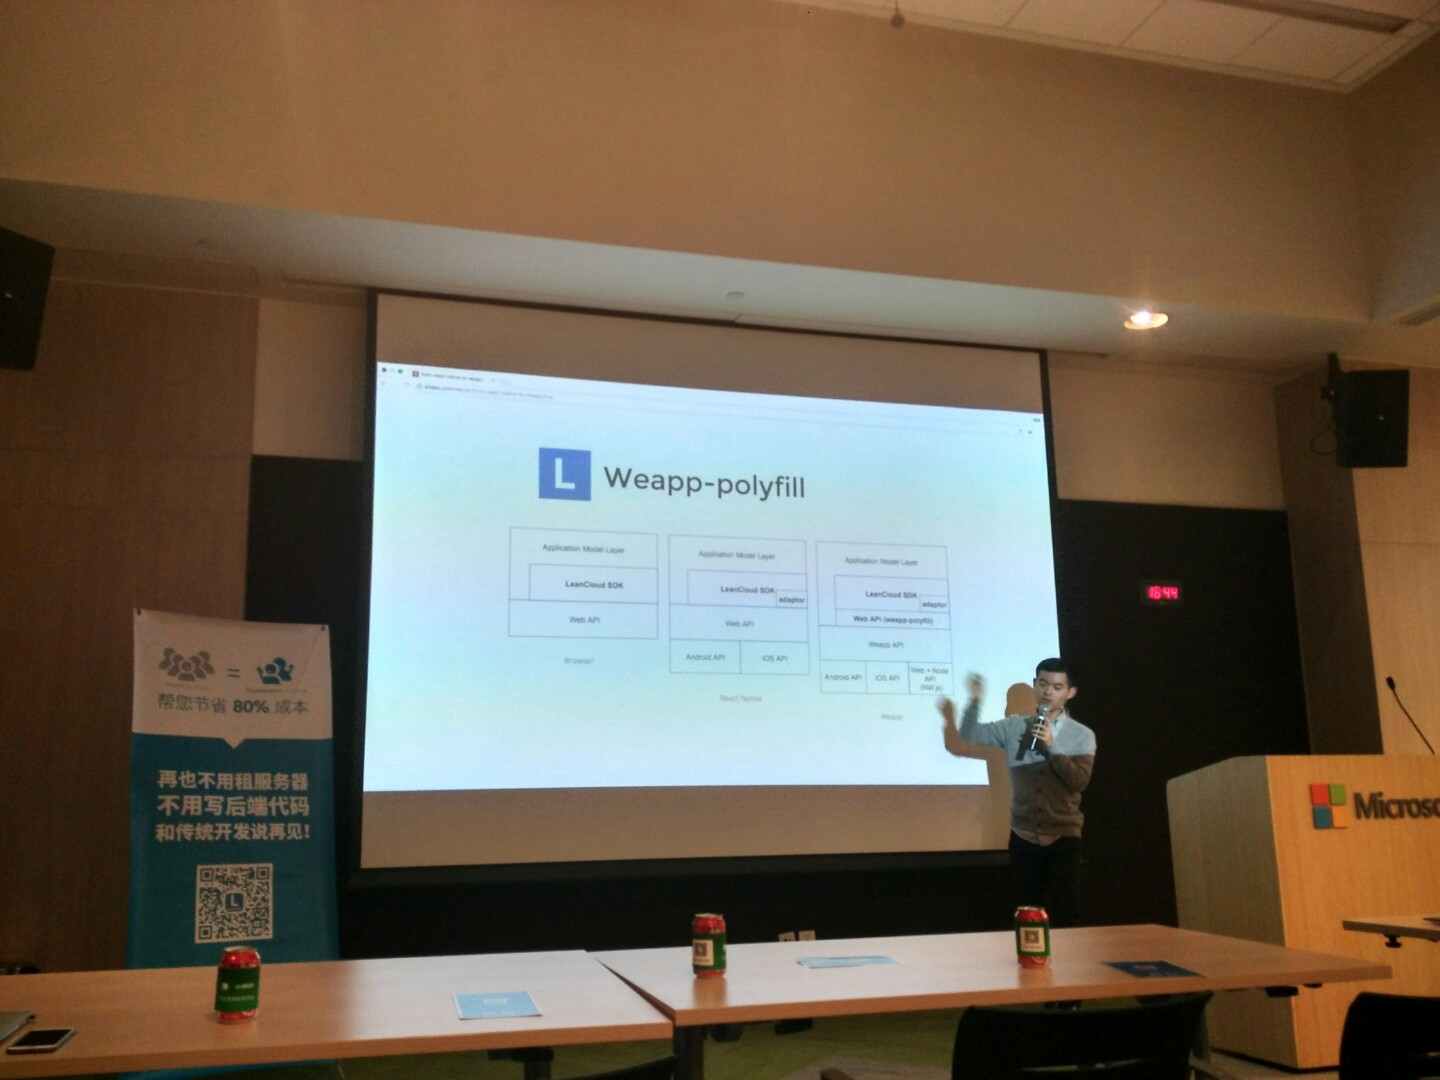 L Weapp-polyfill
Application Model Layer
LeanCloud SDK
Web API
Browser
Application Model Layer
LeanCloud SDK
adaptor
Web API
Android API
iOS API
React Native
Application Model Layer
LeanCloud SDK
adaptor
Web API (weapp-polyfill)
Weapp API
Android API
iOS API
Web + Node
API
(NW.js)
Weapp
16:44
=
帮您节省 80% 成本
再也不用租服务器
不用写后端代码
和传统开发说再见!
L